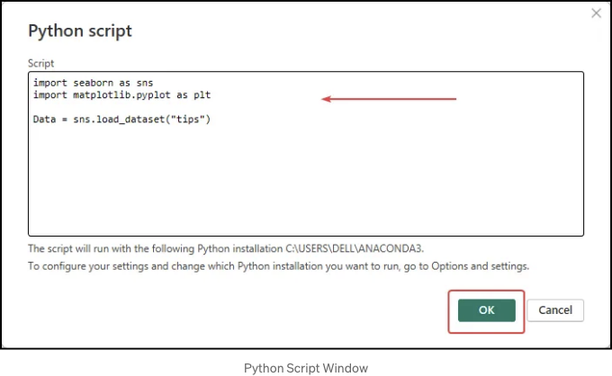 Python script
Script
import seaborn as sns
import matplotlib.pyplot as plt
Data = sns.load_dataset("tips")
The script will run with the following Python installation C:\USERS\DELL\ANACONDA3.
To configure your settings and change which Python installation you want to run, go to Options and settings.
OK Cancel
Python Script Window